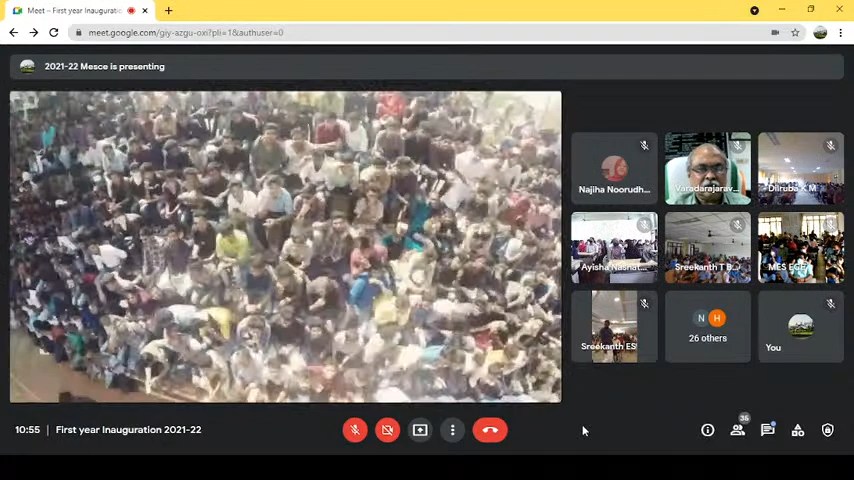 Meet – First year Inauguratio
meet.google.com/giy-azgu-oxi?pli=1&authuser=0
2021-22 Mesce is presenting
Najiha Noorudh...
Varadarajarav...
Dilruba K M
Ayisha Nashat...
Sreekanth T B...
MES ECE
Sreekanth ES
N H
26 others
You
10:55 | First year Inauguration 2021-22
36